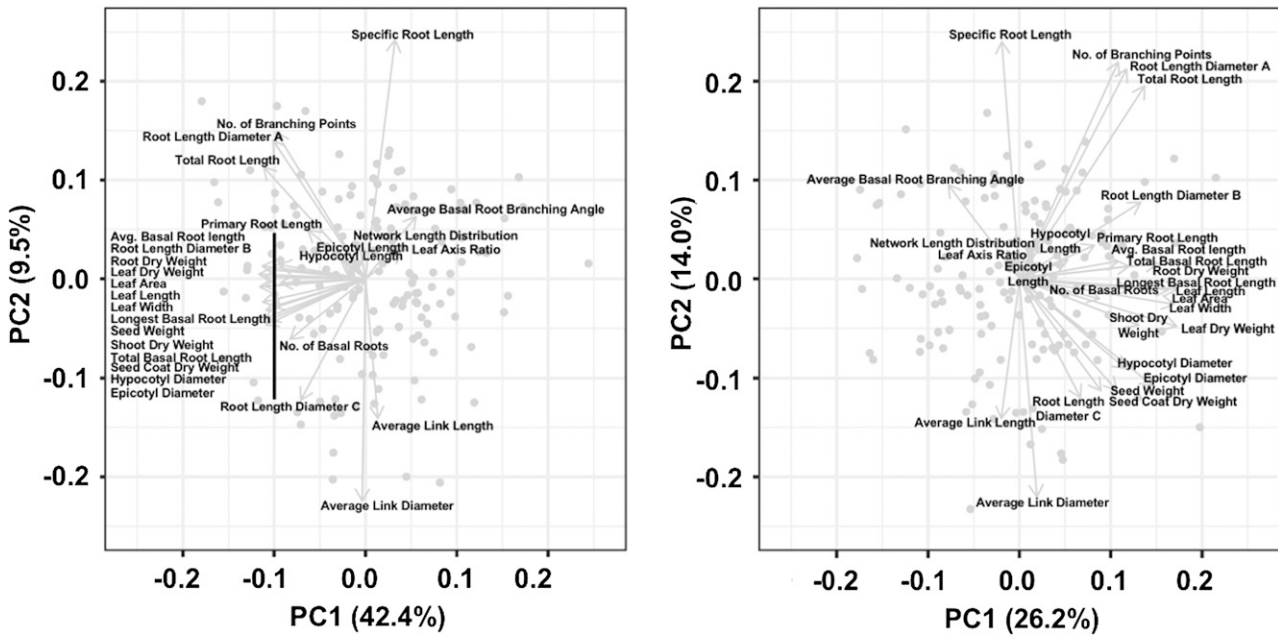 Specific Root Length
No. of Branching Points
Root Length Diameter A
Total Root Length
Primary Root Length
Average Basal Root Branching Angle
Network Length Distribution
Epicotyl Length
Leaf Axis Ratio
Hypocotyl Length
Avg. Basal Root length
Root Length Diameter B
Root Dry Weight
Leaf Dry Weight
Leaf Area
Leaf Length
Leaf Width
Longest Basal Root Length
Seed Weight
Shoot Dry Weight
Total Basal Root Length
Seed Coat Dry Weight
Hypocotyl Diameter
Epicotyl Diameter
No. of Basal Roots
Root Length Diameter C
Average Link Length
Average Link Diameter
0.2
0.1
0.0
-0.1
-0.2
PC2 (9.5%)
-0.2 -0.1 0.0 0.1 0.2
PC1 (42.4%)
Specific Root Length
No. of Branching Points
Root Length Diameter A
Total Root Length
Average Basal Root Branching Angle
Root Length Diameter B
Hypocotyl
Length
Primary Root Length
Network Length Distribution
Avg. Basal Root length
Leaf Axis Ratio
Total Basal Root Length
Epicotyl
Length
Root Dry Weight
Longest Basal Root Length
No. of Basal Roots
Leaf Length
Leaf Area
Leaf Width
Shoot Dry
Weight
Leaf Dry Weight
Hypocotyl Diameter
Epicotyl Diameter
Seed Weight
Root Length
Diameter C
Seed Coat Dry Weight
Average Link Length
Average Link Diameter
0.2
0.1
0.0
-0.1
-0.2
PC2 (14.0%)
-0.2 -0.1 0.0 0.1 0.2
PC1 (26.2%)